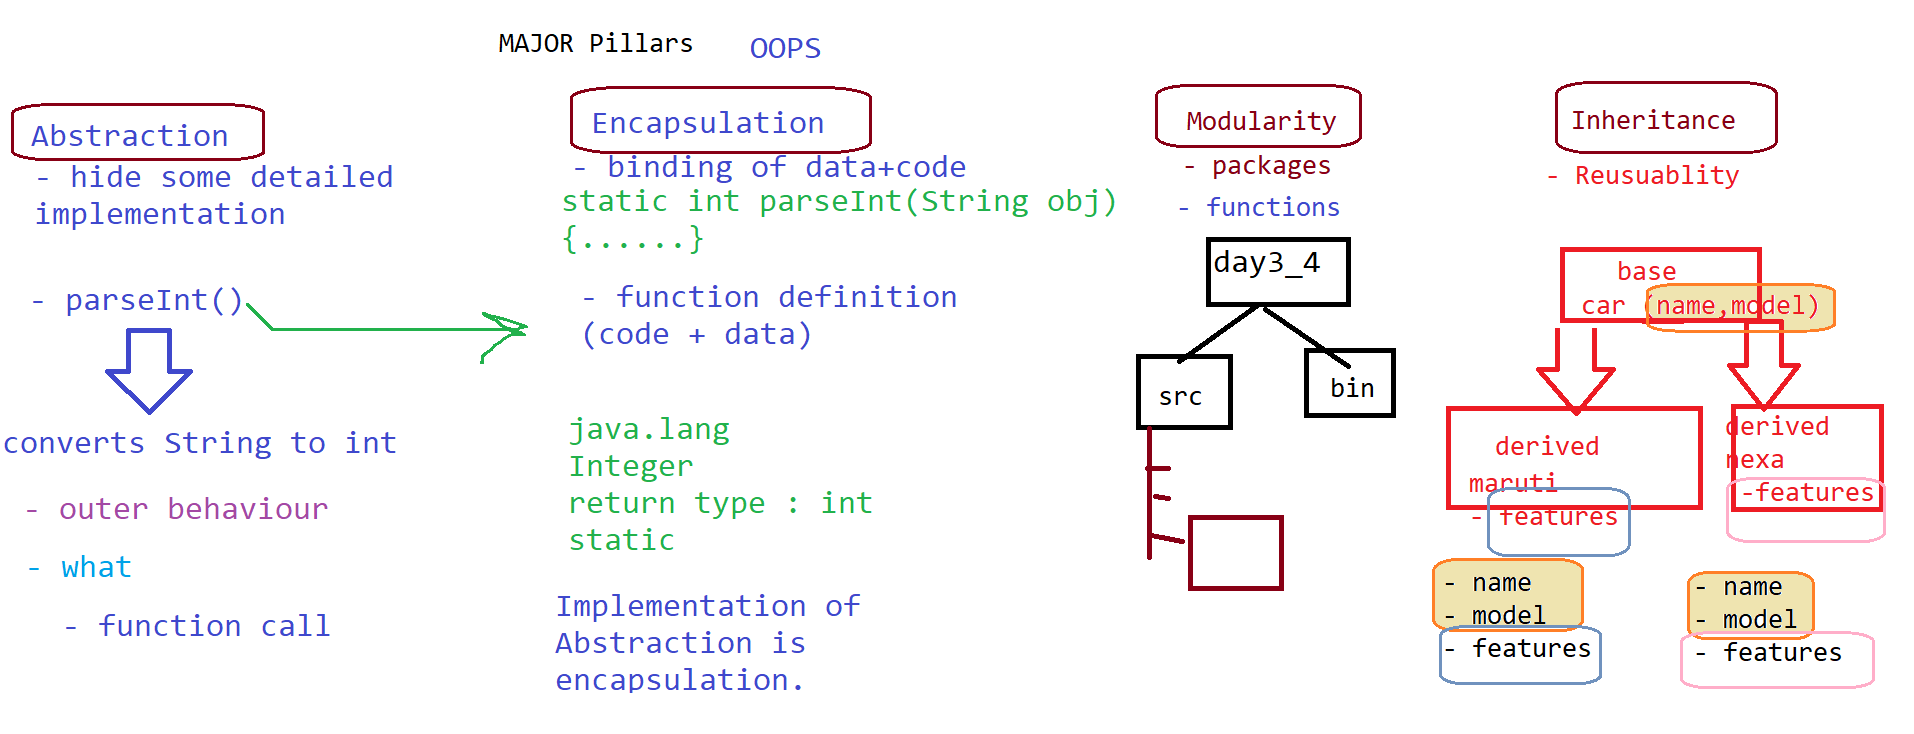 MAJOR Pillars OOPS
Abstraction
- hide some detailed
implementation
- parseInt()
converts String to int
- outer behaviour
- what
- function call
Encapsulation
- binding of data+code
static int parseInt(String obj)
{......}
- function definition
(code + data)
java.lang
Integer
return type : int
static
Implementation of
Abstraction is
encapsulation.
Modularity
- packages
- functions
day3_4
src
bin
Inheritance
- Reusuablity
base
car (name,model)
derived
maruti
- features
- name
- model
- features
derived
nexa
-features
- name
- model
- features